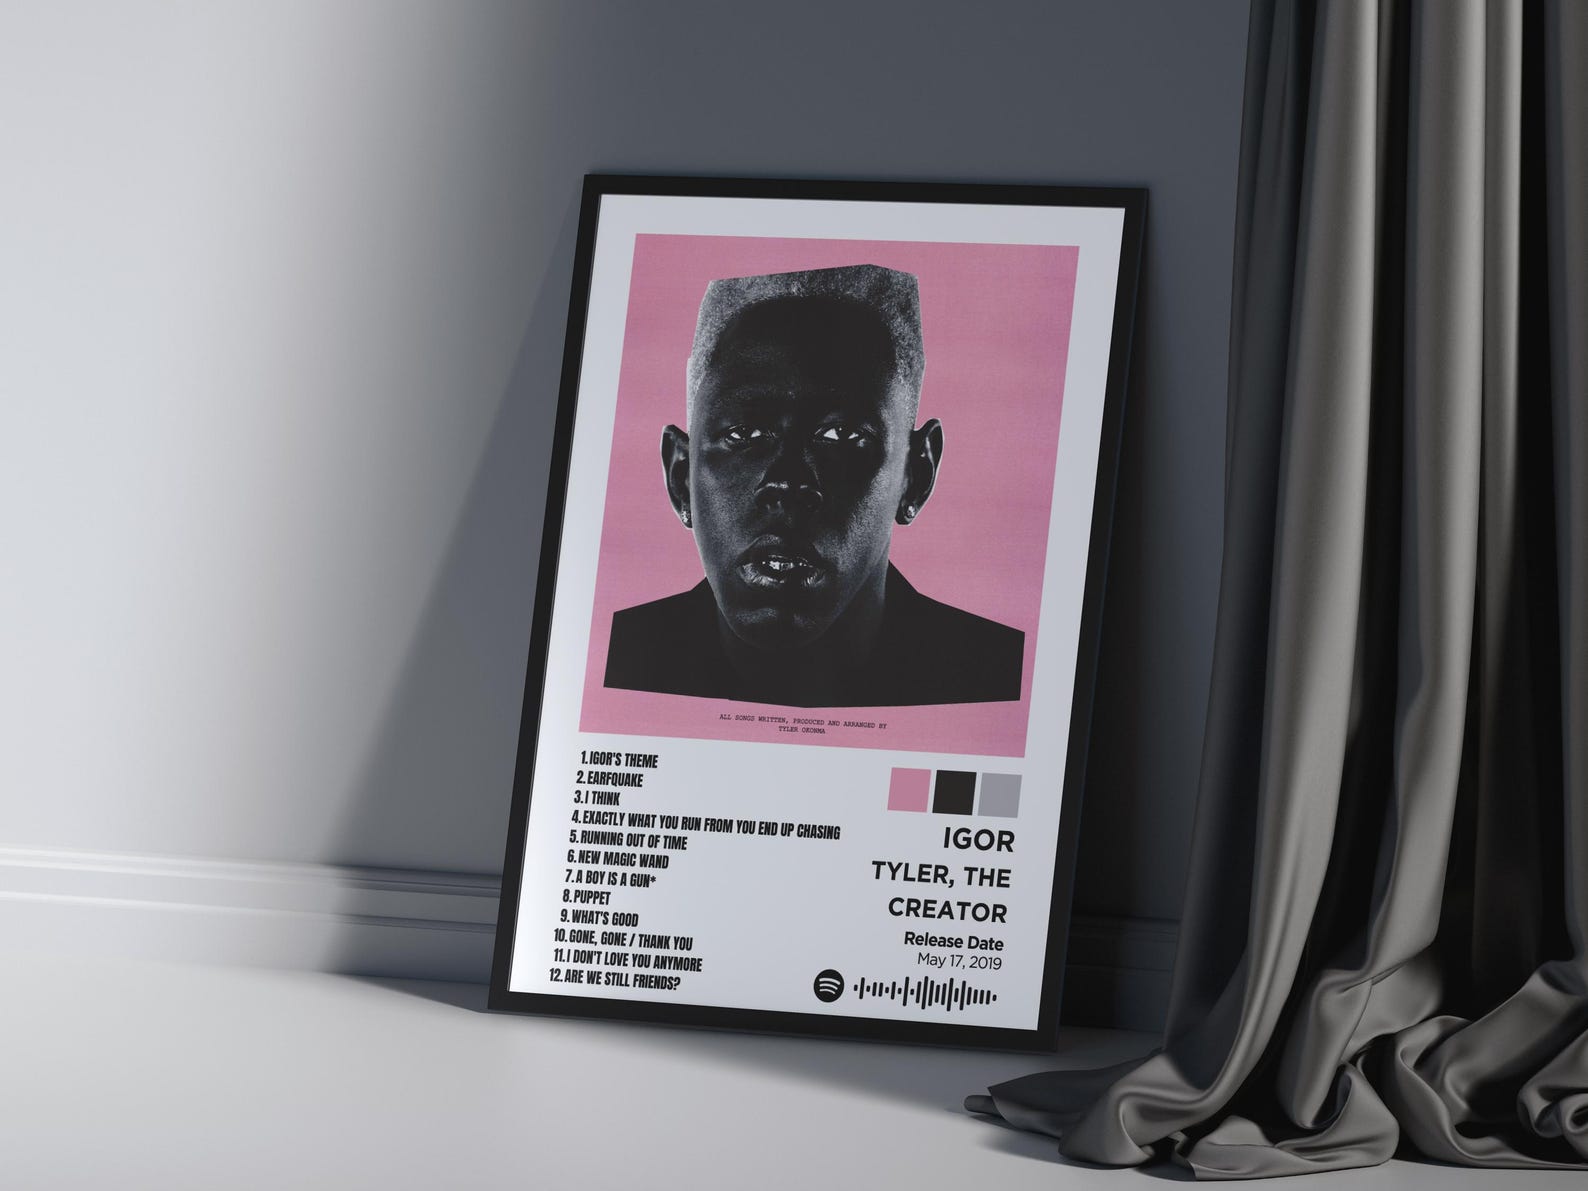 ALL SONGS WRITTEN, PRODUCED AND ARRANGED BY
TYLER OKONMA
1. IGOR'S THEME
2. EARFQUAKE
3. I THINK
4. EXACTLY WHAT YOU RUN FROM YOU END UP CHASING
5. RUNNING OUT OF TIME
6. NEW MAGIC WAND
7. A BOY IS A GUN*
8. PUPPET
9. WHAT'S GOOD
10. GONE, GONE / THANK YOU
11. I DON'T LOVE YOU ANYMORE
12. ARE WE STILL FRIENDS?
IGOR
TYLER, THE
CREATOR
Release Date
May 17, 2019